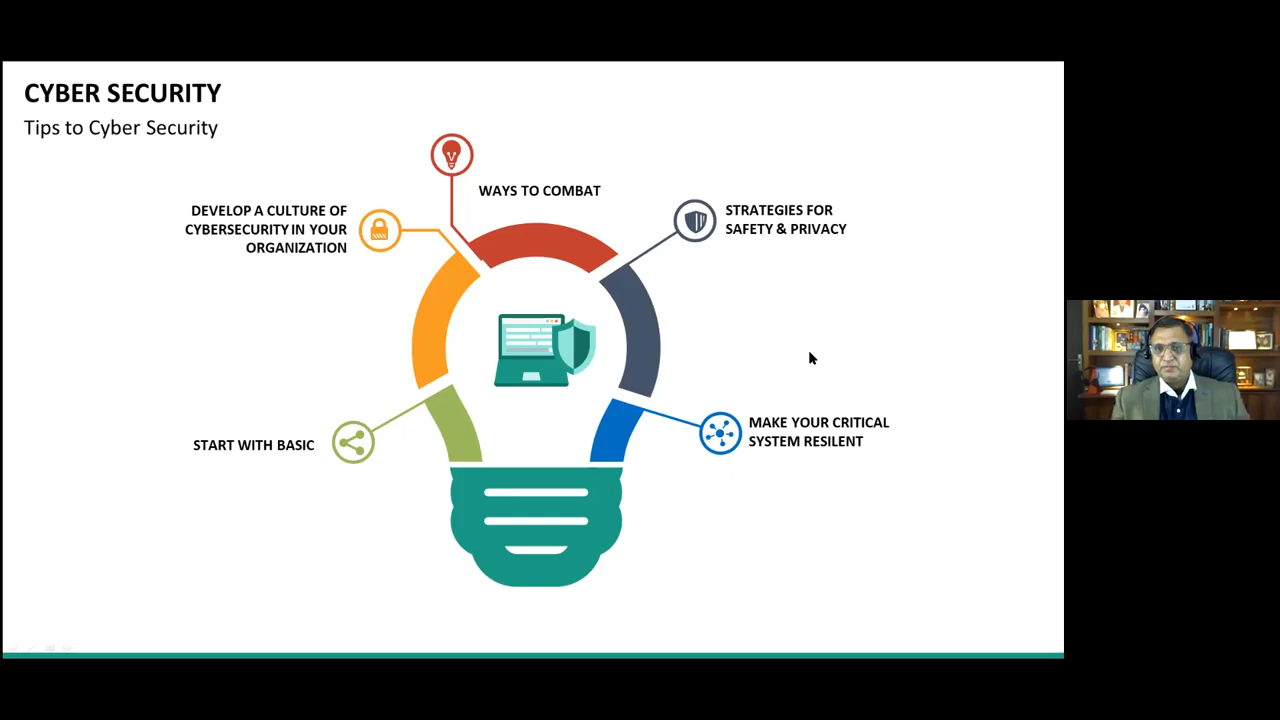 CYBER SECURITY
Tips to Cyber Security
WAYS TO COMBAT
DEVELOP A CULTURE OF
CYBERSECURITY IN YOUR
ORGANIZATION
STRATEGIES FOR
SAFETY & PRIVACY
START WITH BASIC
MAKE YOUR CRITICAL
SYSTEM RESILENT